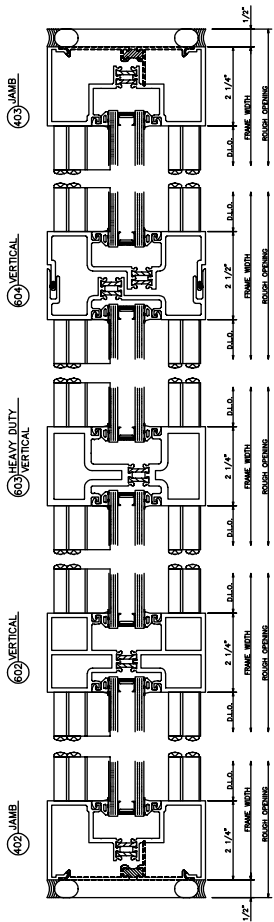 402 JAMB
2 1/4" D.L.O.
FRAME WIDTH
ROUGH OPENING
1/2"
602 VERTICAL
D.L.O. 2 1/4" D.L.O.
FRAME WIDTH
ROUGH OPENING
603 HEAVY DUTY
VERTICAL
D.L.O. 2 1/4" D.L.O.
FRAME WIDTH
ROUGH OPENING
604 VERTICAL
D.L.O. 2 1/2" D.L.O.
FRAME WIDTH
ROUGH OPENING
403 JAMB
D.L.O. 2 1/4"
FRAME WIDTH
ROUGH OPENING
1/2"